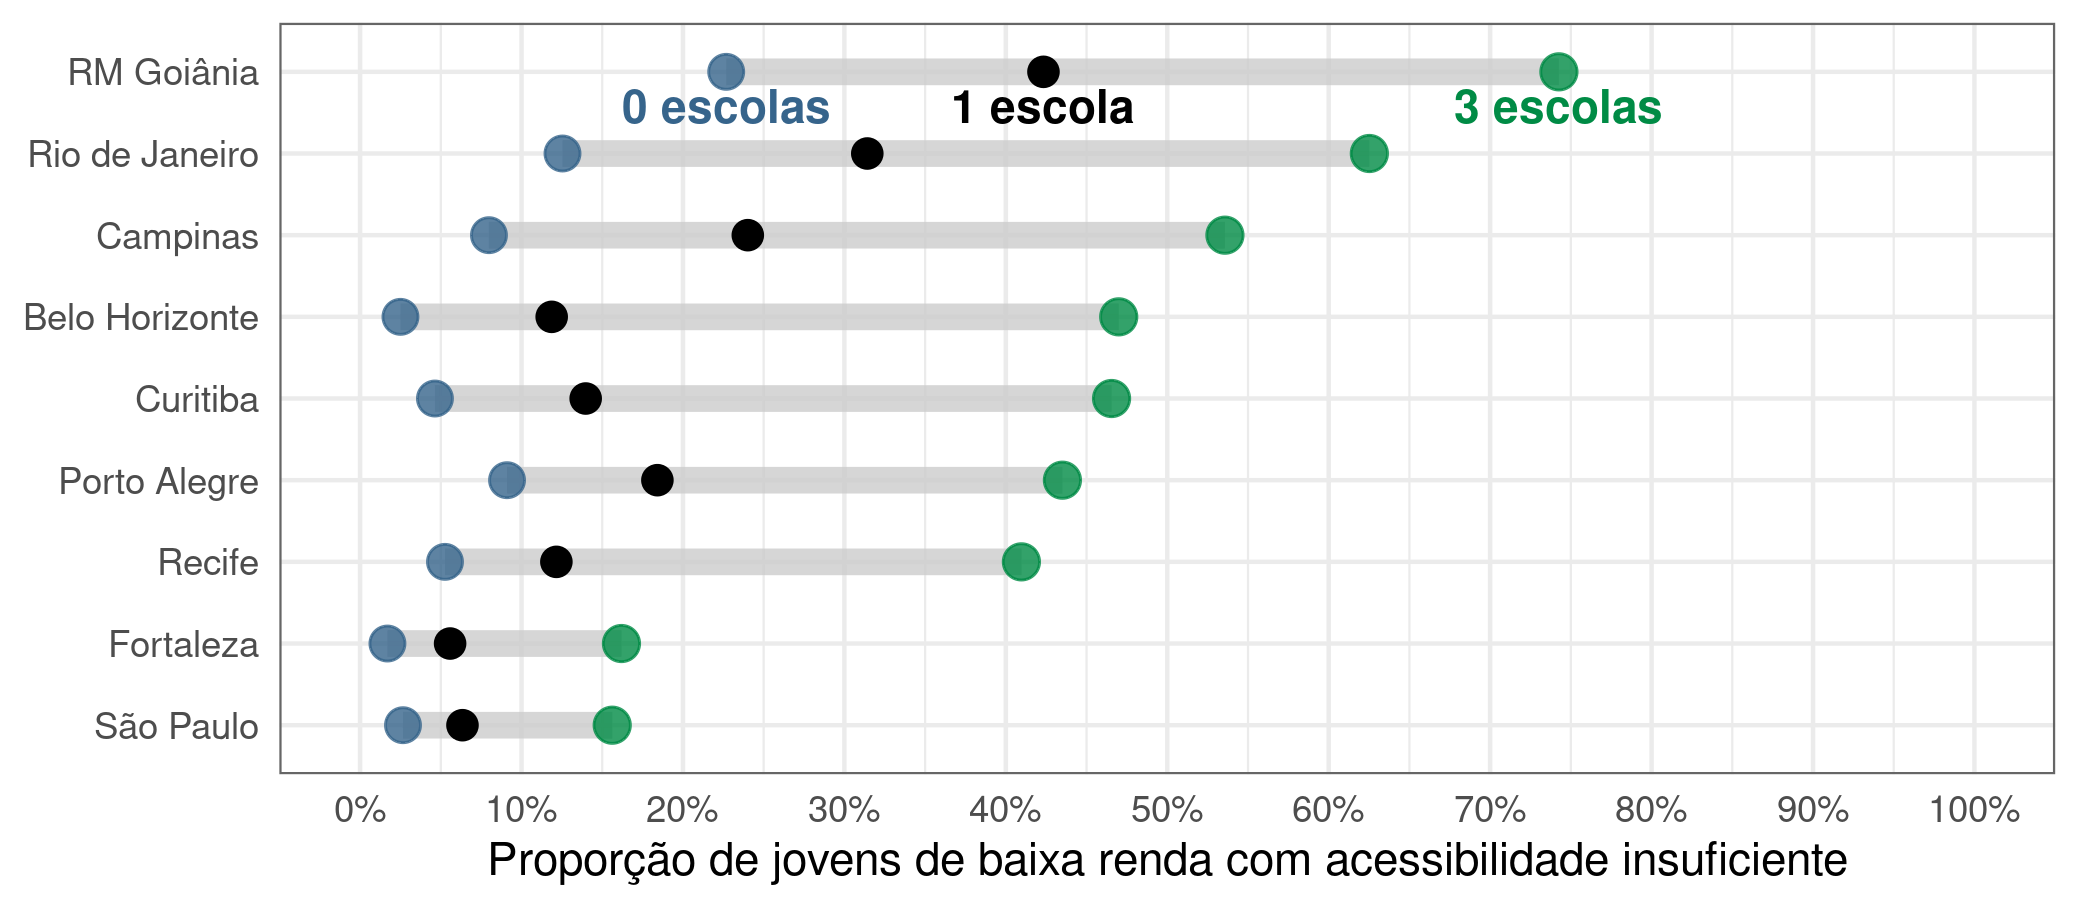 RM Goiânia
0 escolas 1 escola 3 escolas
Rio de Janeiro
Campinas
Belo Horizonte
Curitiba
Porto Alegre
Recife
Fortaleza
São Paulo
0% 10% 20% 30% 40% 50% 60% 70% 80% 90% 100%
Proporção de jovens de baixa renda com acessibilidade insuficiente